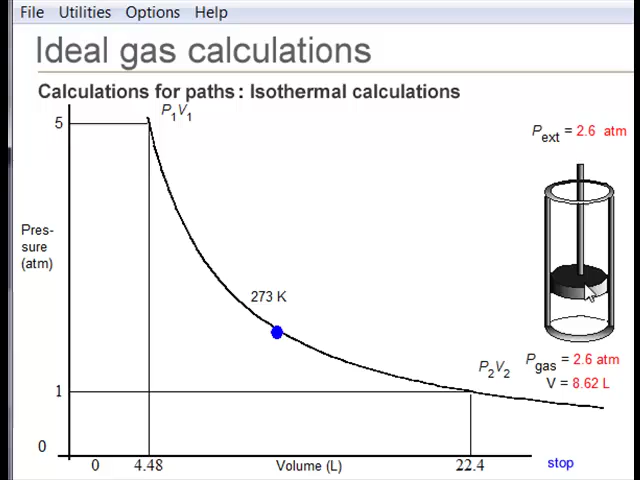 File Utilities Options Help
Ideal gas calculations
Calculations for paths: Isothermal calculations
P1V1
5
Pext = 2.6 atm
Pres-
sure
(atm)
273 K
P2V2
Pgas = 2.6 atm
V = 8.62 L
1
0
0 4.48 Volume (L) 22.4 stop